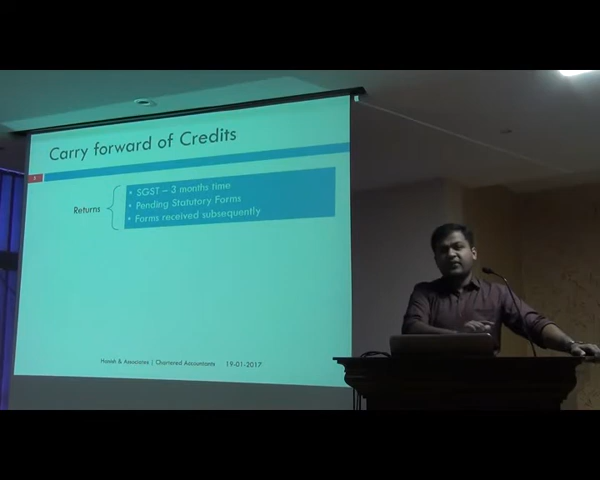 Carry forward of Credits
Returns
• SGST – 3 months time
• Pending Statutory Forms
• Forms received subsequently
& Associates | Chartered Accountants 19-01-2017